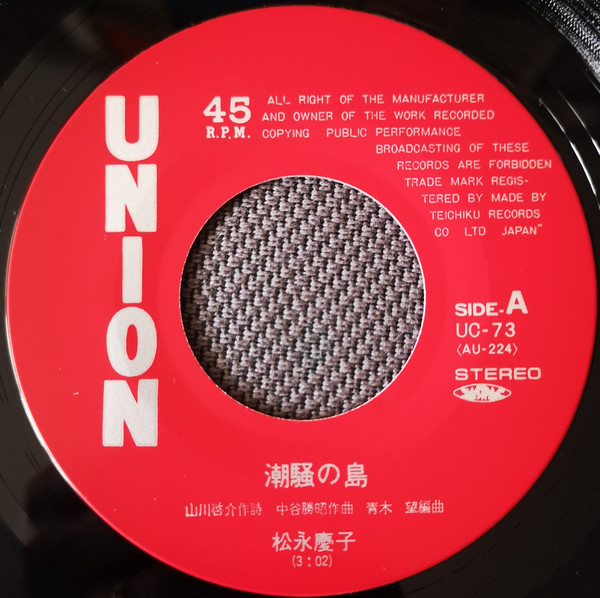 UNION
45
R.P.M.
ALL RIGHT OF THE MANUFACTURER
AND OWNER OF THE WORK RECORDED
COPYING PUBLIC PERFORMANCE
BROADCASTING OF THESE
RECORDS ARE FORBIDDEN
TRADE MARK REGIS-
TERED BY MADE BY
TEICHIKU RECORDS
CO LTD JAPAN
SIDE-A
UC-73
〈AU-224〉
STEREO
潮騒の島
山川啓介作詩 中谷勝昭作曲 青木 望編曲
松永慶子
(3:02)